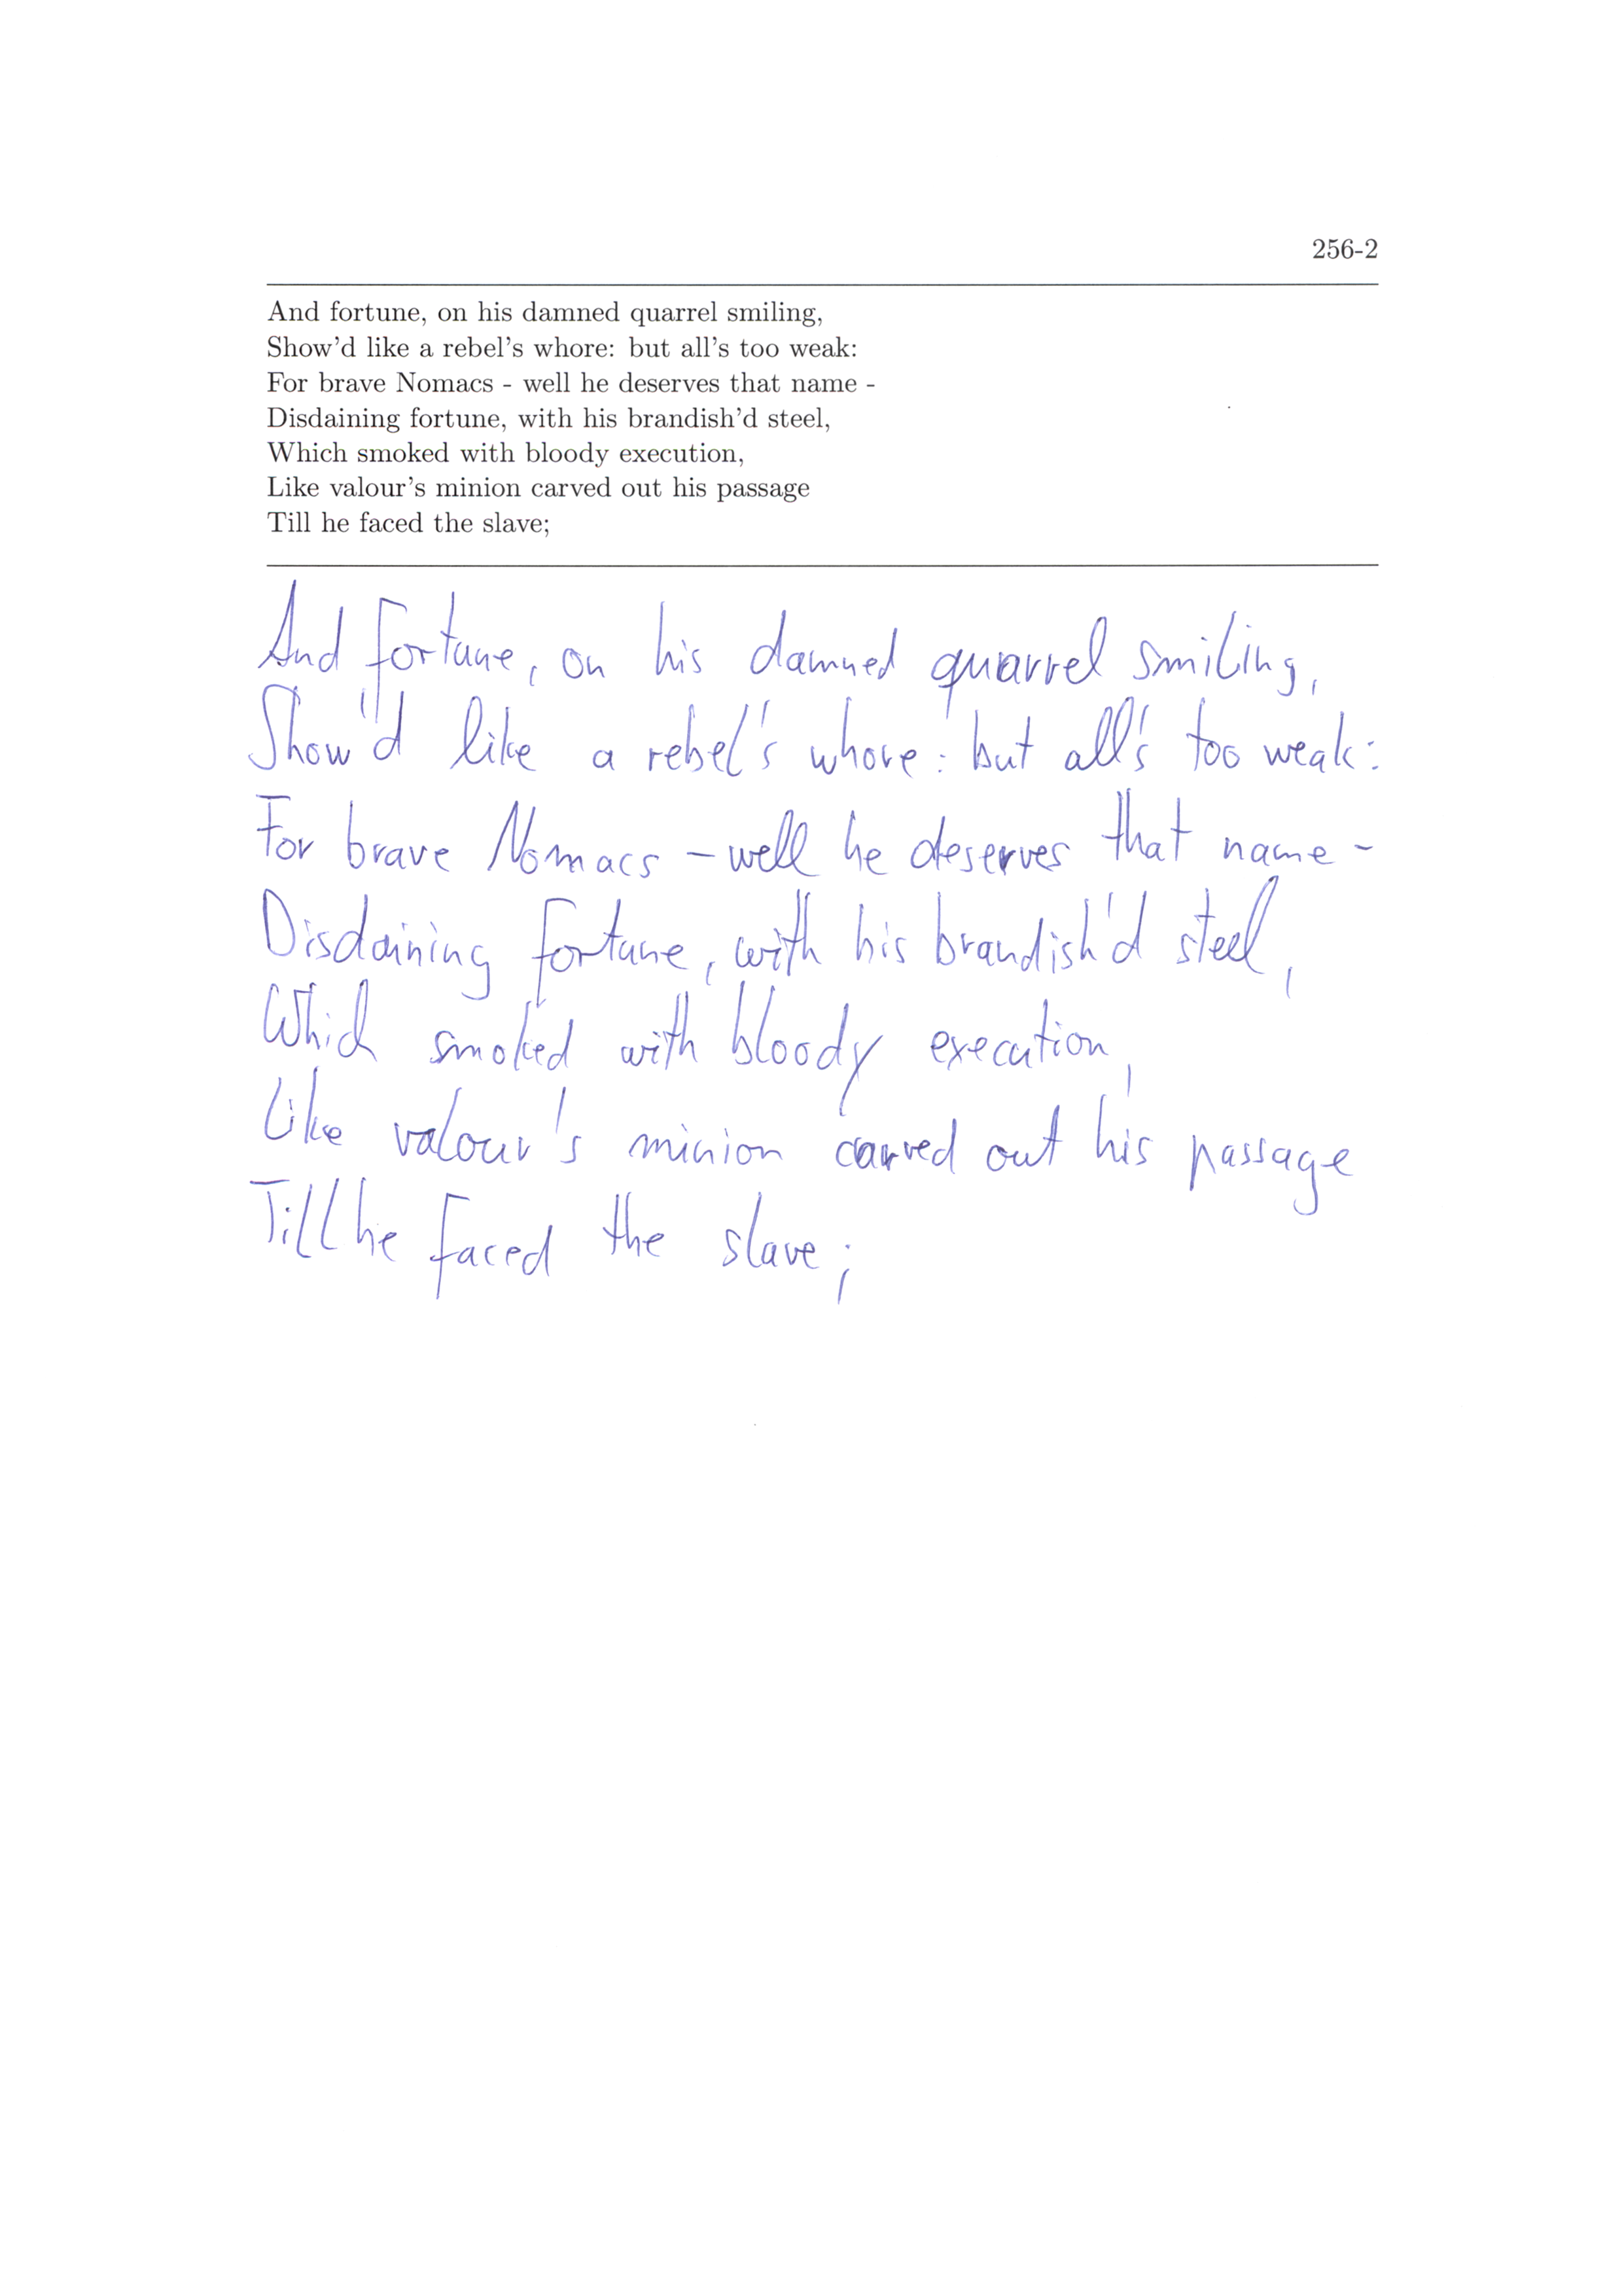 256-2
And fortune, on his damned quarrel smiling,
Show'd like a rebel's whore: but all's too weak:
For brave Nomacs - well he deserves that name -
Disdaining fortune, with his brandish'd steel,
Which smoked with bloody execution,
Like valour's minion carved out his passage
Till he faced the slave;
And fortune, on his damned quarrel smiling,
Show'd like a rebel's whore: but all's too weak:
For brave Nomacs - well he deserves that name -
Disdaining fortune, with his brandish'd steel,
Which smoked with bloody execution,
Like valour's minion carved out his passage
Till he faced the slave;